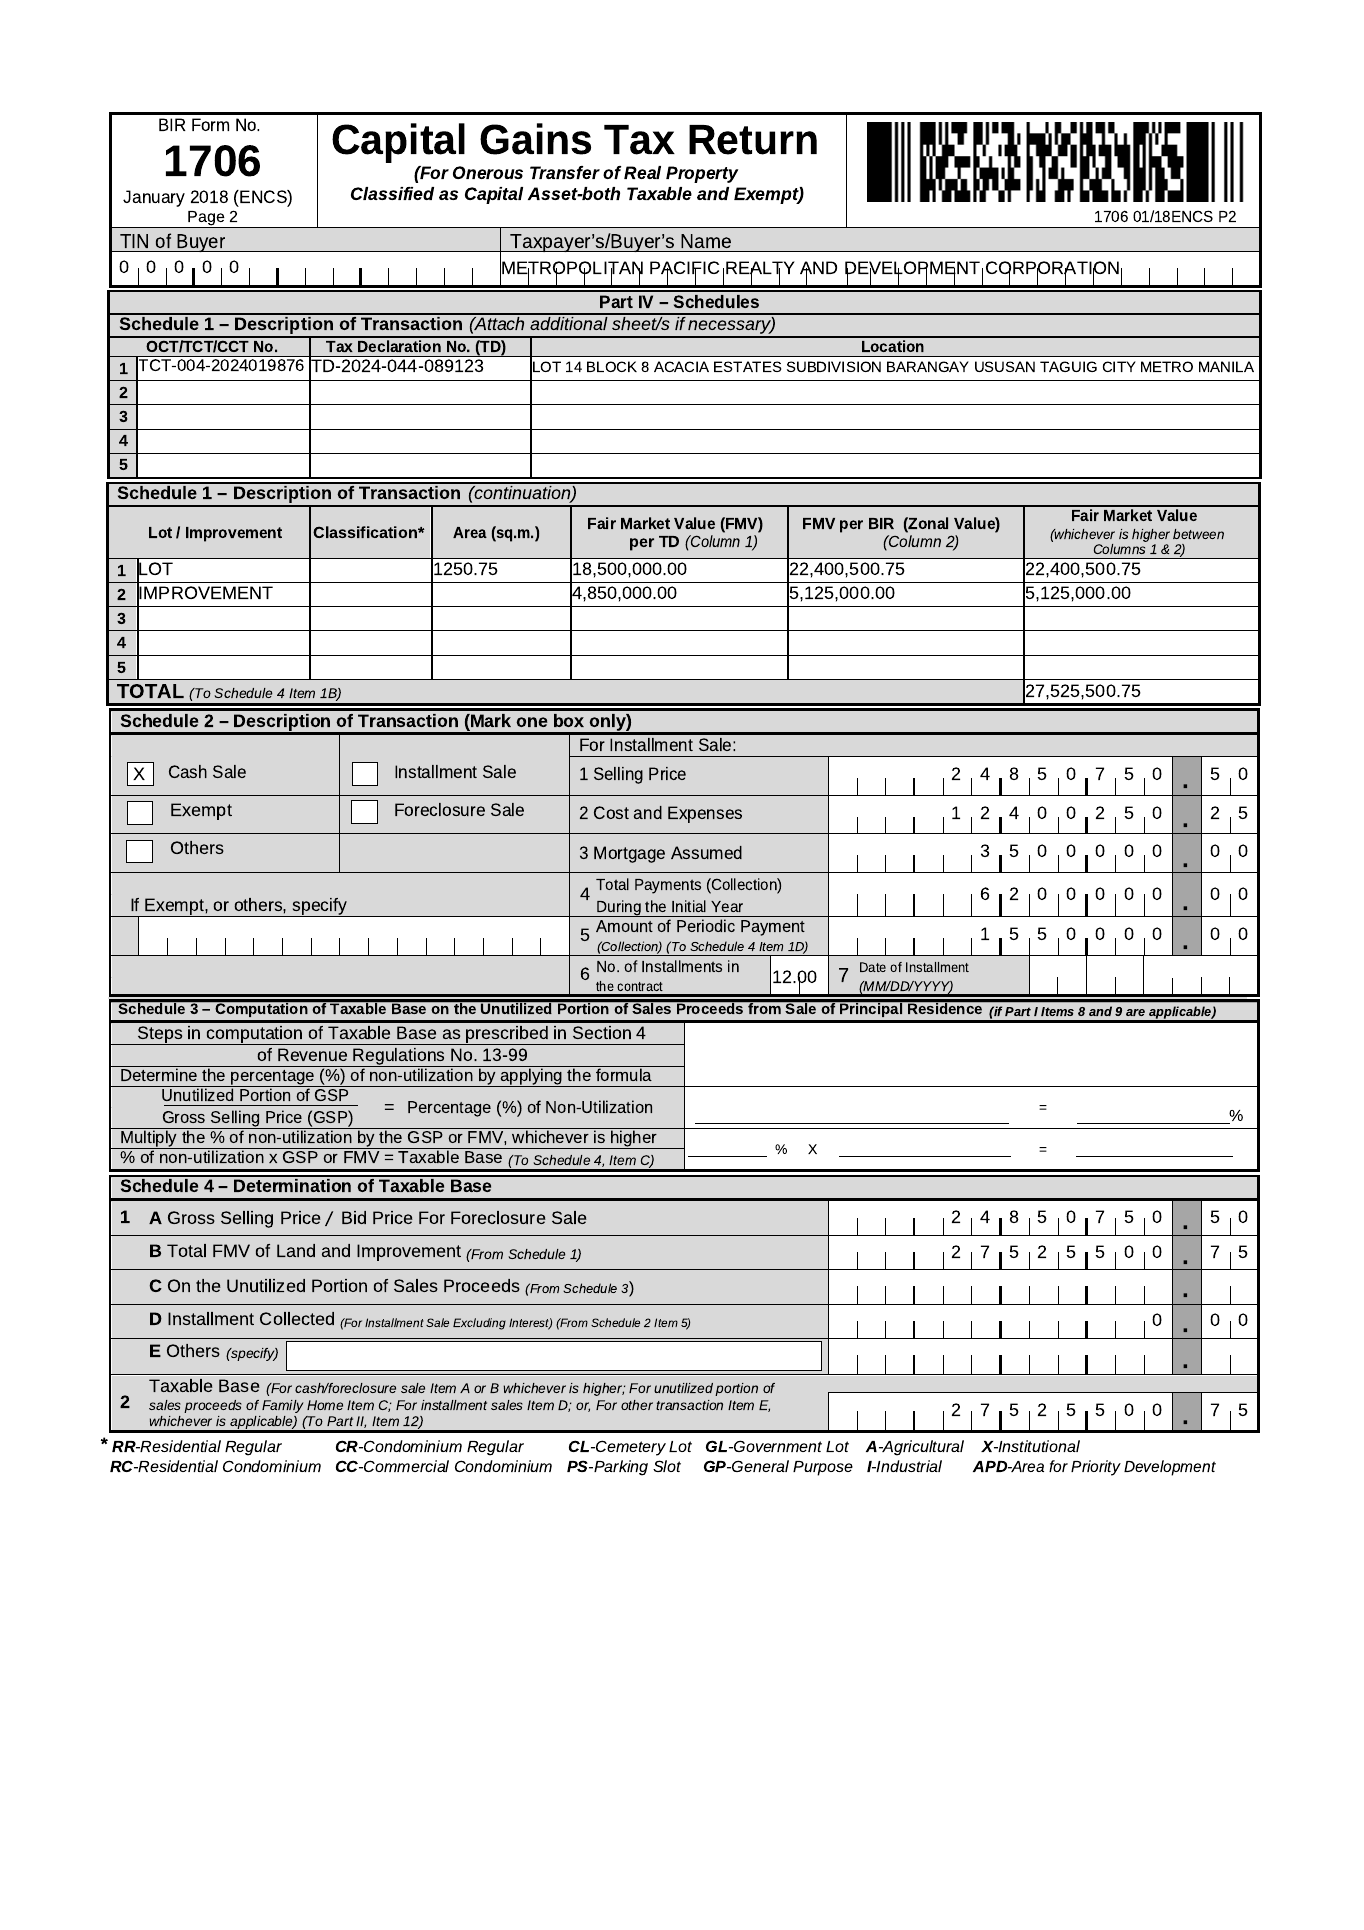 BIR Form No.
1706
January 2018 (ENCS)
Page 2
Capital Gains Tax Return
(For Onerous Transfer of Real Property
Classified as Capital Asset-both Taxable and Exempt)
1706 01/18ENCS P2
TIN of Buyer Taxpayer's/Buyer's Name
0 0 0 0 0 METROPOLITAN PACIFIC REALTY AND DEVELOPMENT CORPORATION
Part IV – Schedules
Schedule 1 – Description of Transaction (Attach additional sheet/s if necessary)
OCT/TCT/CCT No. Tax Declaration No. (TD) Location
1 TCT-004-2024019876 TD-2024-044-089123 LOT 14 BLOCK 8 ACACIA ESTATES SUBDIVISION BARANGAY USUSAN TAGUIG CITY METRO MANILA
2
3
4
5
Schedule 1 – Description of Transaction (continuation)
Lot / Improvement Classification* Area (sq.m.) Fair Market Value (FMV) per TD (Column 1) FMV per BIR (Zonal Value) (Column 2) Fair Market Value (whichever is higher between Columns 1 & 2)
1 LOT 1250.75 18,500,000.00 22,400,500.75 22,400,500.75
2 IMPROVEMENT 4,850,000.00 5,125,000.00 5,125,000.00
3
4
5
TOTAL (To Schedule 4 Item 1B) 27,525,500.75
Schedule 2 – Description of Transaction (Mark one box only)
For Installment Sale:
X Cash Sale Installment Sale 1 Selling Price 2 4 8 5 0 7 5 0 . 5 0
Exempt Foreclosure Sale 2 Cost and Expenses 1 2 4 0 0 2 5 0 . 2 5
Others 3 Mortgage Assumed 3 5 0 0 0 0 0 . 0 0
If Exempt, or others, specify 4 Total Payments (Collection) During the Initial Year 6 2 0 0 0 0 0 . 0 0
5 Amount of Periodic Payment (Collection) (To Schedule 4 Item 1D) 1 5 5 0 0 0 0 . 0 0
6 No. of Installments in the contract 12.00 7 Date of Installment (MM/DD/YYYY)
Schedule 3 – Computation of Taxable Base on the Unutilized Portion of Sales Proceeds from Sale of Principal Residence (if Part I Items 8 and 9 are applicable)
Steps in computation of Taxable Base as prescribed in Section 4
of Revenue Regulations No. 13-99
Determine the percentage (%) of non-utilization by applying the formula
Unutilized Portion of GSP
Gross Selling Price (GSP) = Percentage (%) of Non-Utilization = %
Multiply the % of non-utilization by the GSP or FMV, whichever is higher
% of non-utilization x GSP or FMV = Taxable Base (To Schedule 4, Item C) % X =
Schedule 4 – Determination of Taxable Base
1 A Gross Selling Price / Bid Price For Foreclosure Sale 2 4 8 5 0 7 5 0 . 5 0
B Total FMV of Land and Improvement (From Schedule 1) 2 7 5 2 5 5 0 0 . 7 5
C On the Unutilized Portion of Sales Proceeds (From Schedule 3) .
D Installment Collected (For Installment Sale Excluding Interest) (From Schedule 2 Item 5) 0 . 0 0
E Others (specify) .
2 Taxable Base (For cash/foreclosure sale Item A or B whichever is higher; For unutilized portion of
sales proceeds of Family Home Item C; For installment sales Item D; or, For other transaction Item E,
whichever is applicable) (To Part II, Item 12) 2 7 5 2 5 5 0 0 . 7 5
* RR-Residential Regular CR-Condominium Regular CL-Cemetery Lot GL-Government Lot A-Agricultural X-Institutional
RC-Residential Condominium CC-Commercial Condominium PS-Parking Slot GP-General Purpose I-Industrial APD-Area for Priority Development